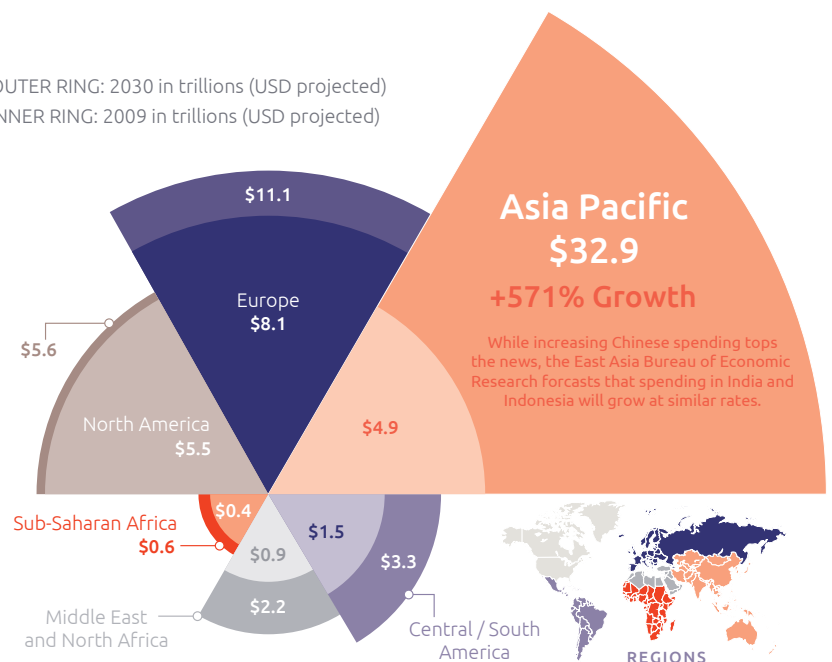 OUTER RING: 2030 in trillions (USD projected)
INNER RING: 2009 in trillions (USD projected)
$11.1
Europe
$8.1
Asia Pacific
$32.9
+571% Growth
While increasing Chinese spending tops
the news, the East Asia Bureau of Economic
Research forcasts that spending in India and
Indonesia will grow at similar rates.
$5.6
North America
$5.5
$4.9
Sub-Saharan Africa
$0.6
$0.4
$0.9
$2.2
Middle East
and North Africa
$1.5
$3.3
Central / South
America
REGIONS